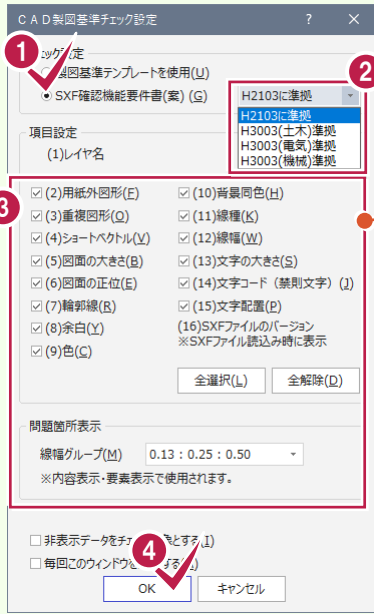 CAD製図基準チェック設定 ? ×
1
2
製図基準テンプレートを使用(U)
SXF確認機能要件書(案) (G) H2103に準拠
H2103に準拠
H3003(土木)準拠
H3003(電気)準拠
H3003(機械)準拠
項目設定
(1)レイヤ名
3
(2)用紙外図形(F) (10)背景同色(H)
(3)重複図形(O) (11)線種(K)
(4)ショートベクトル(V) (12)線幅(W)
(5)図面の大きさ(B) (13)文字の大きさ(S)
(6)図面の正位(E) (14)文字コード(禁則文字) (J)
(7)輪郭線(R) (15)文字配置(P)
(8)余白(Y) (16)SXFファイルのバージョン
※SXFファイル読込み時に表示
(9)色(C)
全選択(L) 全解除(D)
問題箇所表示
線幅グループ(M) 0.13 : 0.25 : 0.50
※内容表示・要素表示で使用されます。
非表示データをチェ とする(I)
毎回このウィンドウを する
4
OK キャンセル